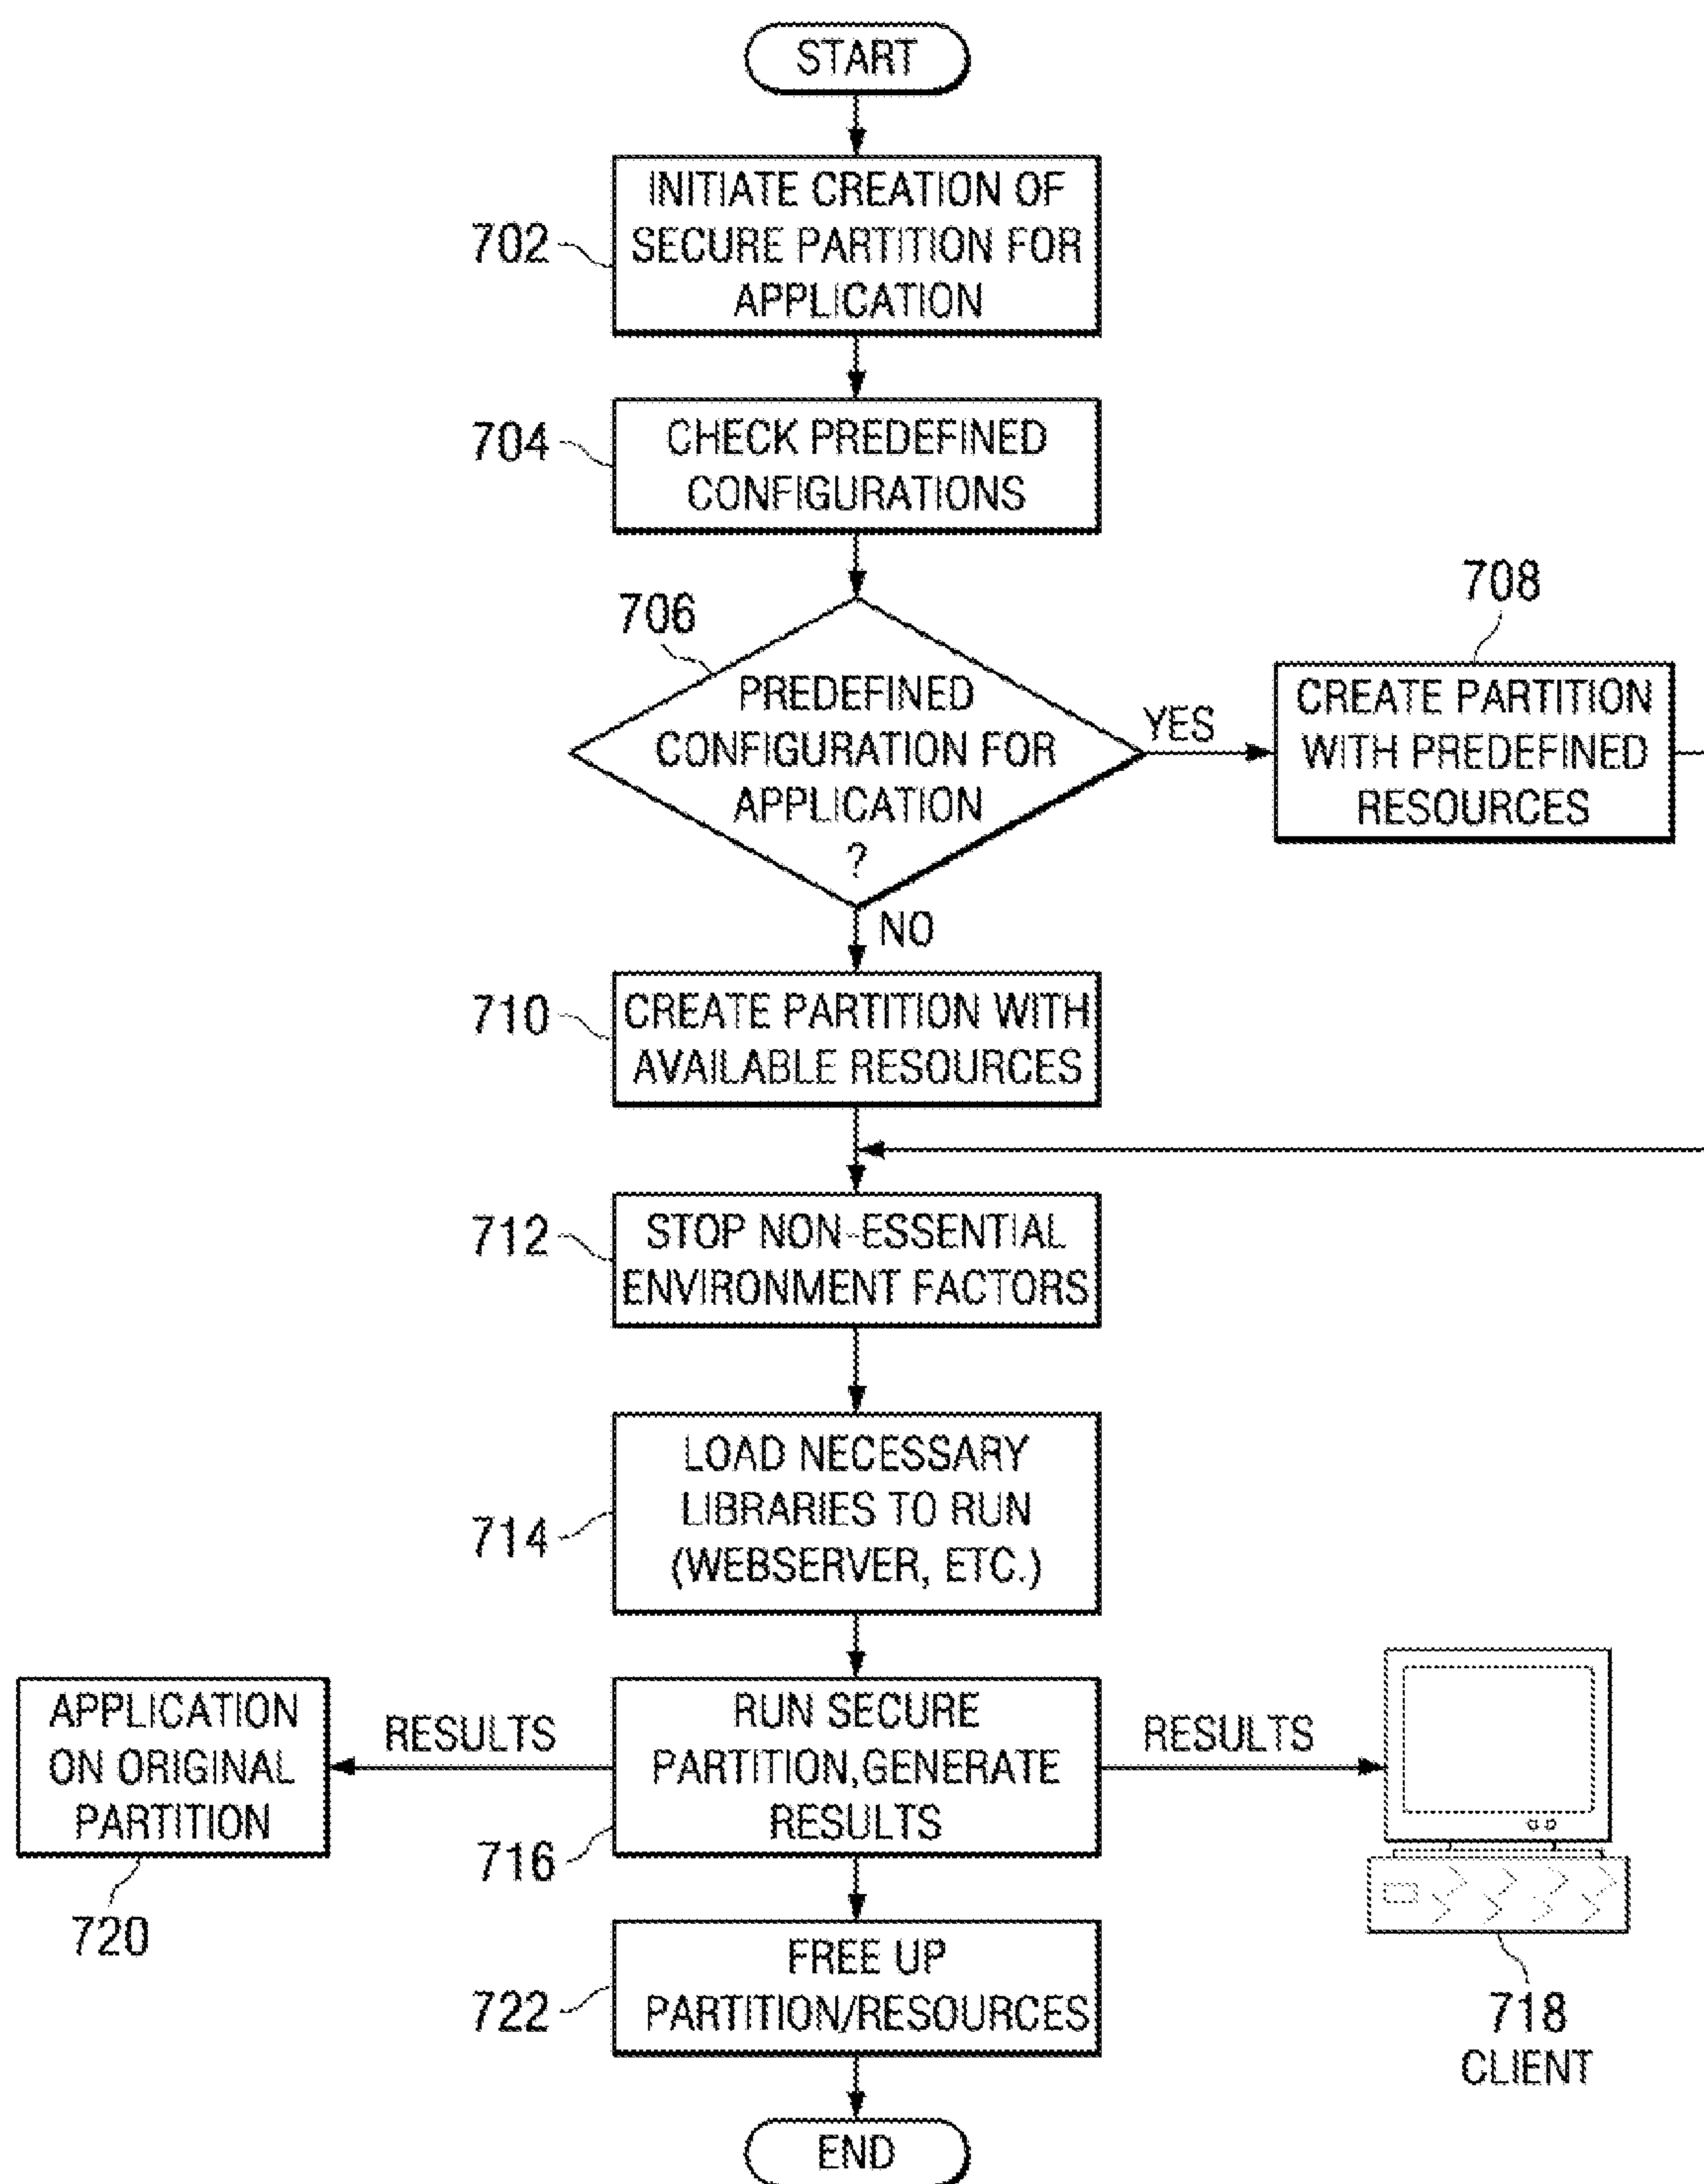 START
702
INITIATE CREATION OF
SECURE PARTITION FOR
APPLICATION
704
CHECK PREDEFINED
CONFIGURATIONS
706
PREDEFINED
CONFIGURATION FOR
APPLICATION
?
YES
708
CREATE PARTITION
WITH PREDEFINED
RESOURCES
NO
710
CREATE PARTITION WITH
AVAILABLE RESOURCES
712
STOP NON-ESSENTIAL
ENVIRONMENT FACTORS
714
LOAD NECESSARY
LIBRARIES TO RUN
(WEBSERVER, ETC.)
APPLICATION
ON ORIGINAL
PARTITION
720
RESULTS
RUN SECURE
PARTITION,GENERATE
RESULTS
716
RESULTS
718
CLIENT
722
FREE UP
PARTITION/RESOURCES
END